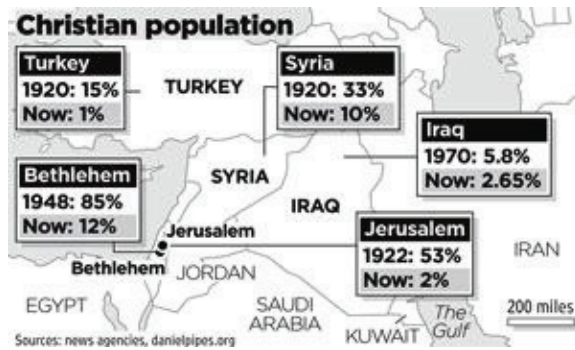 Christian population
Turkey
1920: 15%
Now: 1%
TURKEY
Syria
1920: 33%
Now: 10%
Iraq
1970: 5.8%
Now: 2.65%
Bethlehem
1948: 85%
Now: 12%
SYRIA
IRAQ
Jerusalem
Bethlehem
Jerusalem
1922: 53%
Now: 2%
IRAN
JORDAN
EGYPT
SAUDI
ARABIA
KUWAIT
The
Gulf
200 miles
Sources: news agencies, danielpipes.org